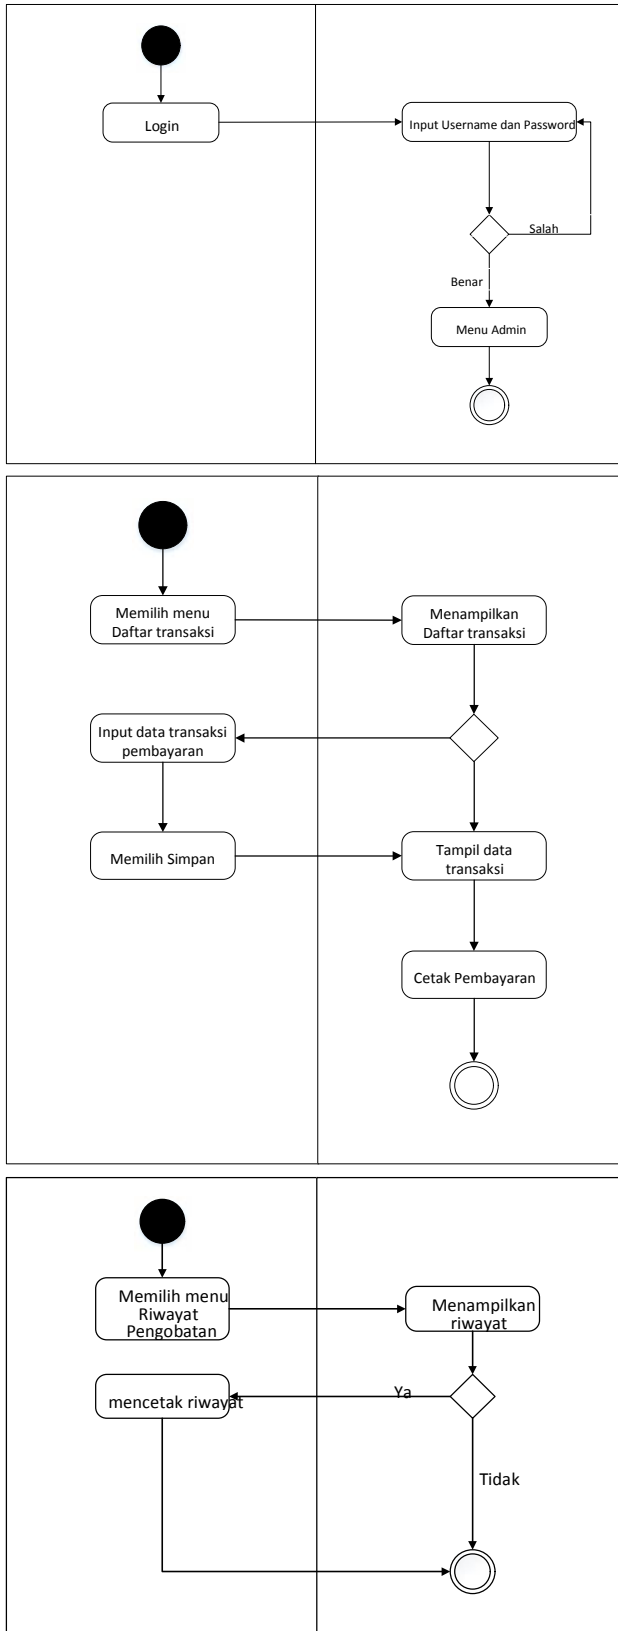 Login
Input Username dan Password
Salah
Benar
Menu Admin
Memilih menu
Daftar transaksi
Menampilkan
Daftar transaksi
Input data transaksi
pembayaran
Memilih Simpan
Tampil data
transaksi
Cetak Pembayaran
Memilih menu
Riwayat
Pengobatan
Menampilkan
riwayat
mencetak riwayat
Ya
Tidak